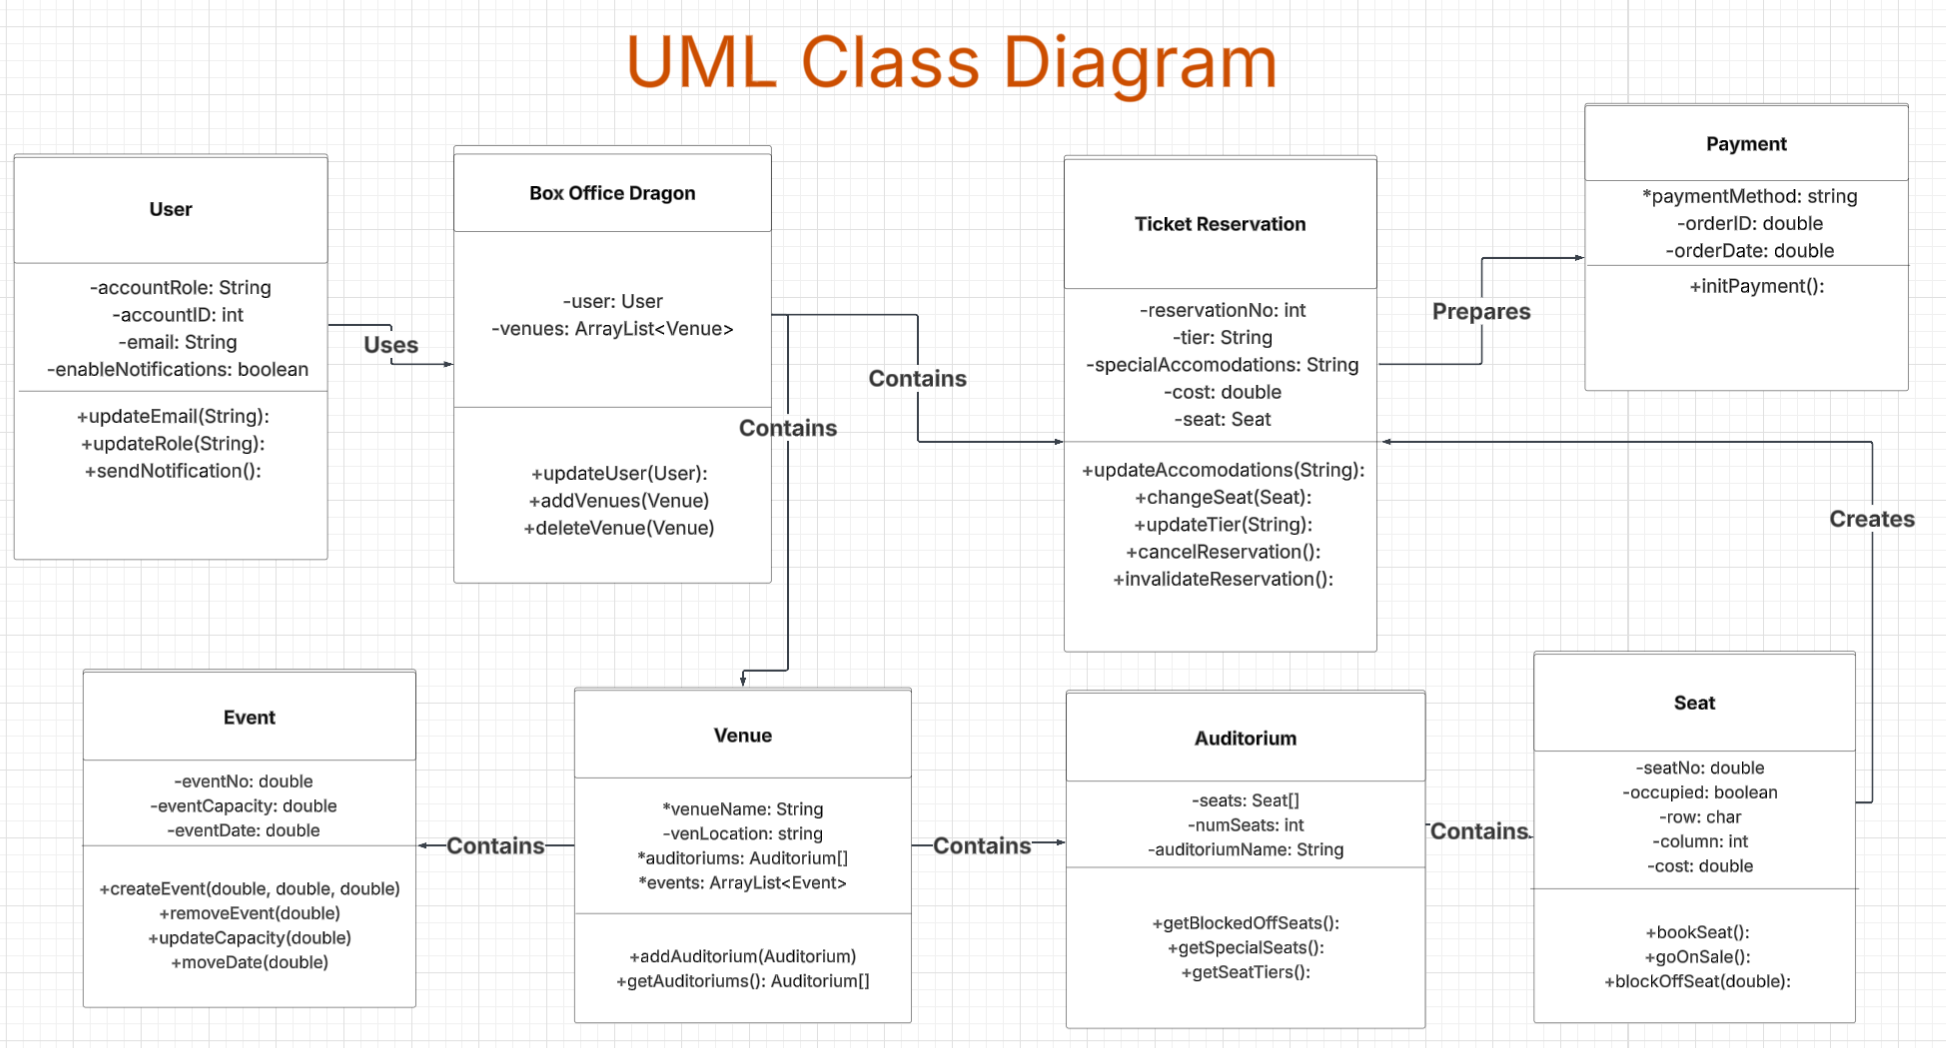 UML Class Diagram
User
-accountRole: String
-accountID: int
-email: String
-enableNotifications: boolean
+updateEmail(String):
+updateRole(String):
+sendNotification():
Uses
Box Office Dragon
-user: User
-venues: ArrayList<Venue>
+updateUser(User):
+addVenues(Venue)
+deleteVenue(Venue)
Contains
Contains
Ticket Reservation
-reservationNo: int
-tier: String
-specialAccomodations: String
-cost: double
-seat: Seat
+updateAccomodations(String):
+changeSeat(Seat):
+updateTier(String):
+cancelReservation():
+invalidateReservation():
Prepares
Payment
*paymentMethod: string
-orderID: double
-orderDate: double
+initPayment():
Creates
Event
-eventNo: double
-eventCapacity: double
-eventDate: double
+createEvent(double, double, double)
+removeEvent(double)
+updateCapacity(double)
+moveDate(double)
Contains
Venue
*venueName: String
-venLocation: string
*auditoriums: Auditorium[]
*events: ArrayList<Event>
+addAuditorium(Auditorium)
+getAuditoriums(): Auditorium[]
Contains
Auditorium
-seats: Seat[]
-numSeats: int
-auditoriumName: String
+getBlockedOffSeats():
+getSpecialSeats():
+getSeatTiers():
Contains
Seat
-seatNo: double
-occupied: boolean
-row: char
-column: int
-cost: double
+bookSeat():
+goOnSale():
+blockOffSeat(double):